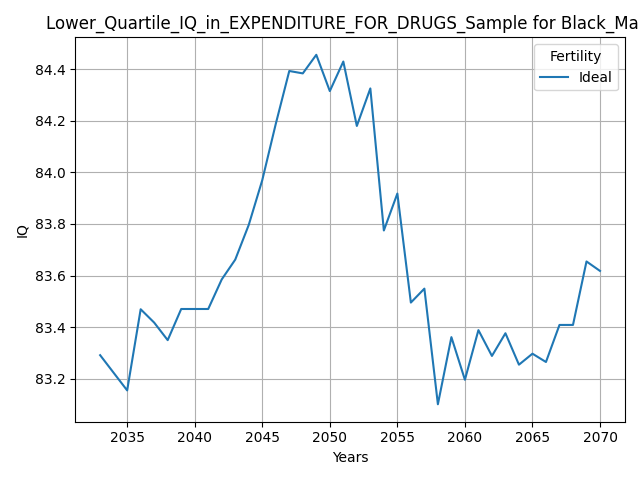 Lower_Quartile_IQ_in_EXPENDITURE_FOR_DRUGS_Sample for Black_Ma
Fertility
Ideal
84.4
84.2
84.0
83.8
83.6
83.4
83.2
IQ
2035 2040 2045 2050 2055 2060 2065 2070
Years